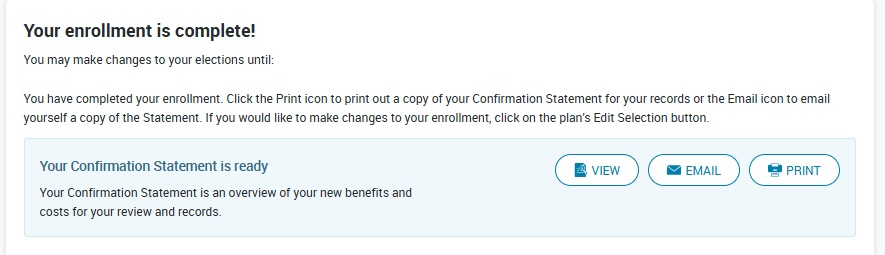 Your enrollment is complete!
You may make changes to your elections until:
You have completed your enrollment. Click the Print icon to print out a copy of your Confirmation Statement for your records or the Email icon to email
yourself a copy of the Statement. If you would like to make changes to your enrollment, click on the plan's Edit Selection button.
Your Confirmation Statement is ready
VIEW
EMAIL
PRINT
Your Confirmation Statement is an overview of your new benefits and
costs for your review and records.